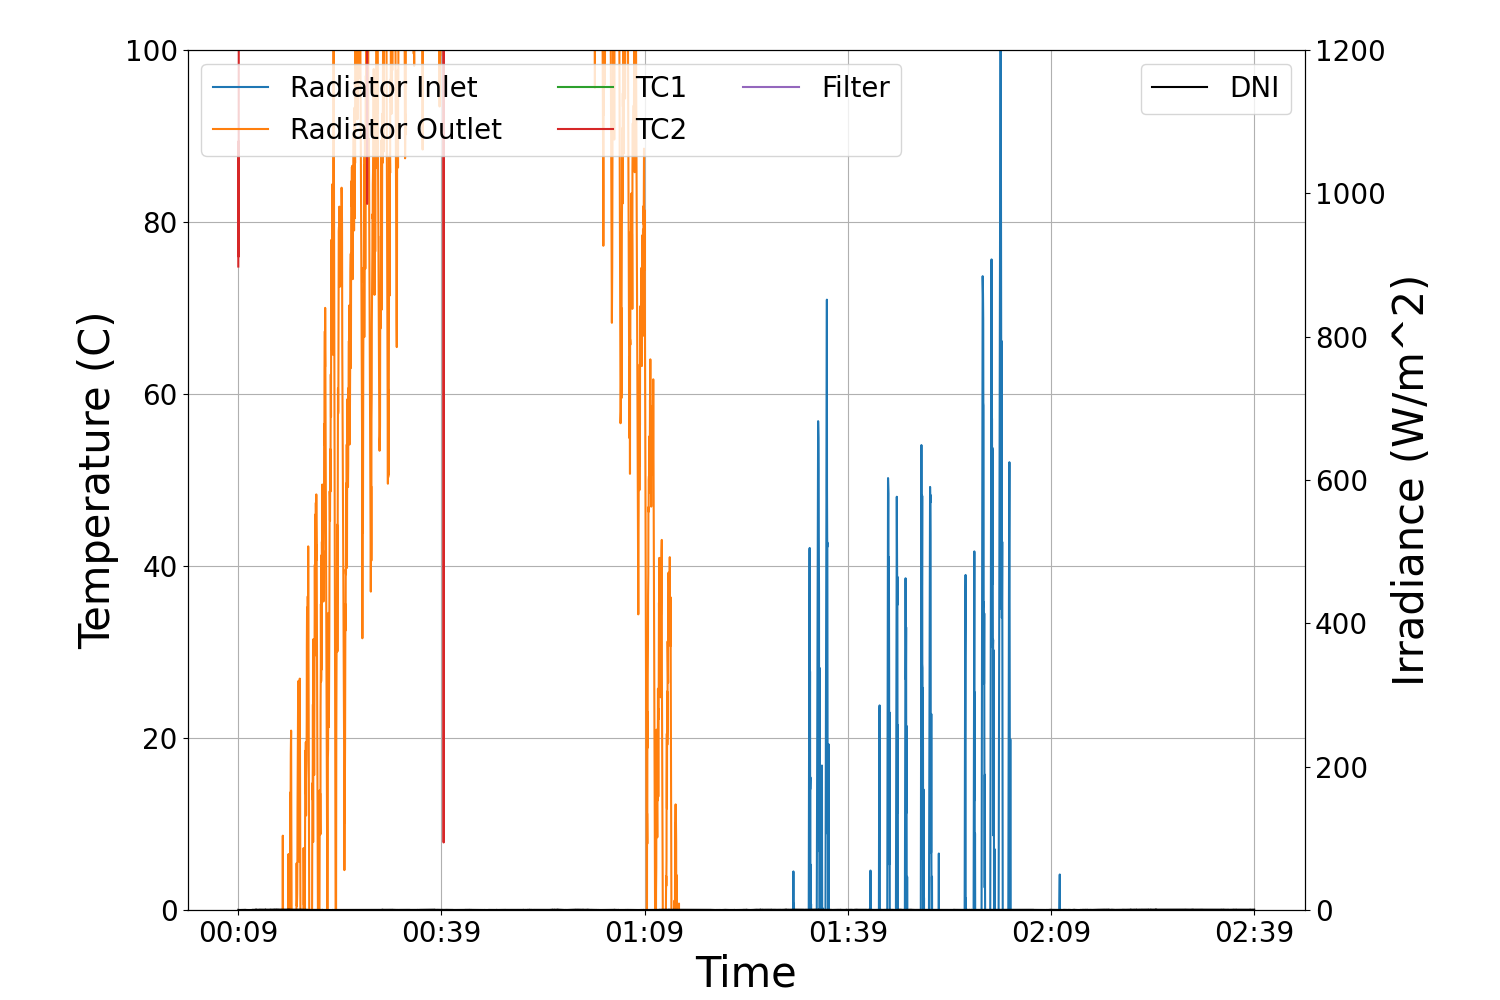 Radiator Inlet
Radiator Outlet
TC1
TC2
Filter
DNI
100
80
60
40
20
0
Temperature (C)
1200
1000
800
600
400
200
0
Irradiance (W/m^2)
00:09 00:39 01:09 01:39 02:09 02:39
Time